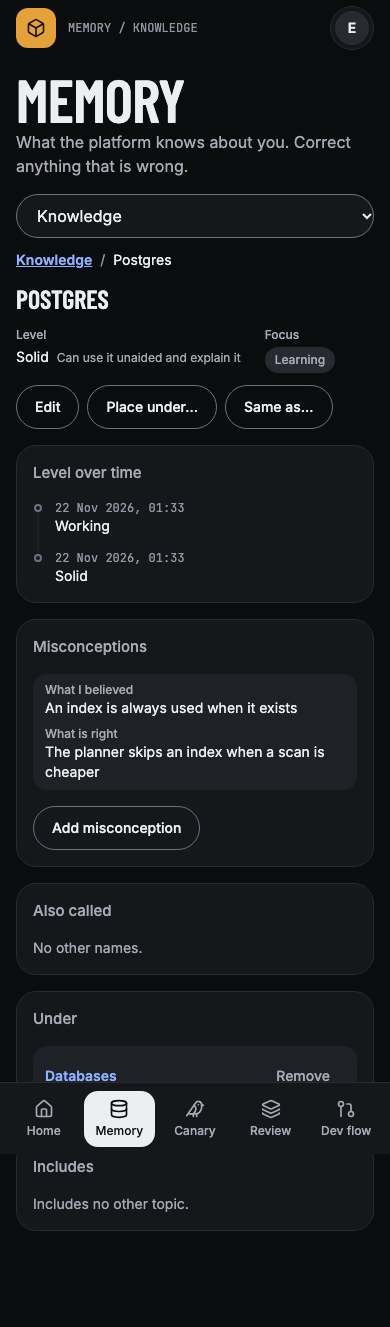 MEMORY / KNOWLEDGE
E
MEMORY
What the platform knows about you. Correct
anything that is wrong.
Knowledge
Knowledge / Postgres
POSTGRES
Level
Focus
Solid Can use it unaided and explain it
Learning
Edit
Place under...
Same as...
Level over time
22 Nov 2026, 01:33
Working
22 Nov 2026, 01:33
Solid
Misconceptions
What I believed
An index is always used when it exists
What is right
The planner skips an index when a scan is
cheaper
Add misconception
Also called
No other names.
Under
Databases
Remove
Home
Memory
Canary
Review
Dev flow
Includes
Includes no other topic.